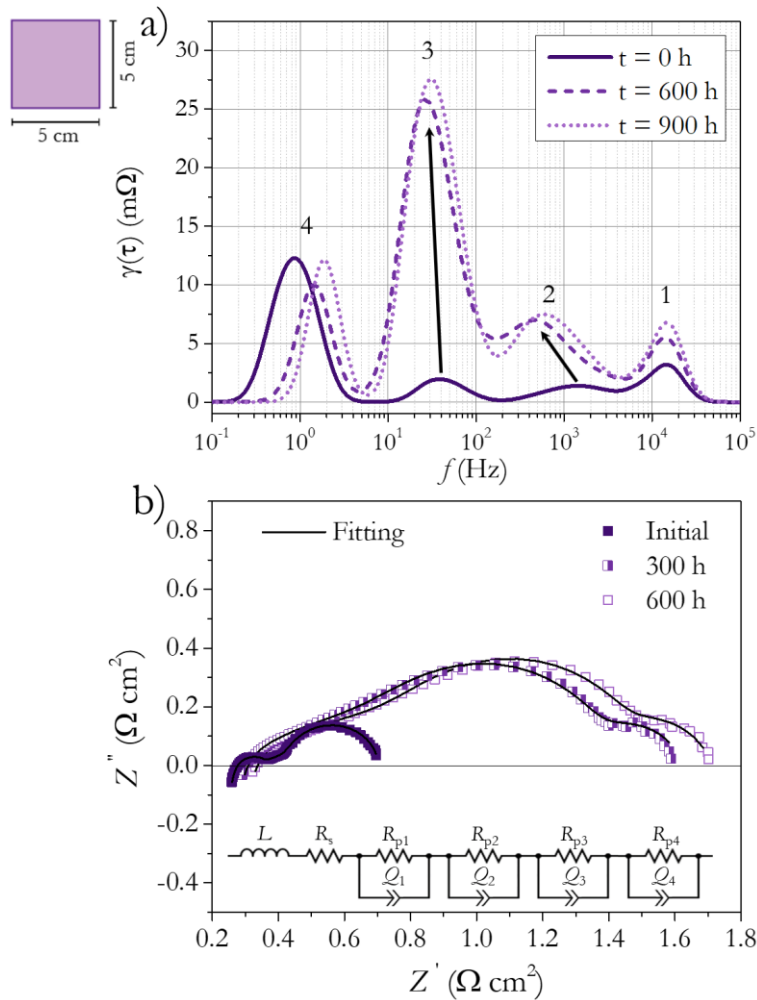 a)
5 cm
5 cm
3
4
2
1
t = 0 h
t = 600 h
t = 900 h
30
25
20
15
10
5
0
γ(τ) (mΩ)
10⁻¹ 10⁰ 10¹ 10² 10³ 10⁴ 10⁵
f (Hz)
b)
Fitting
Initial
300 h
600 h
0.8
0.6
0.4
0.2
0.0
-0.2
-0.4
Z'' (Ω cm²)
L Rs Rp1 Rp2 Rp3 Rp4
Q1 Q2 Q3 Q4
0.2 0.4 0.6 0.8 1.0 1.2 1.4 1.6 1.8
Z' (Ω cm²)